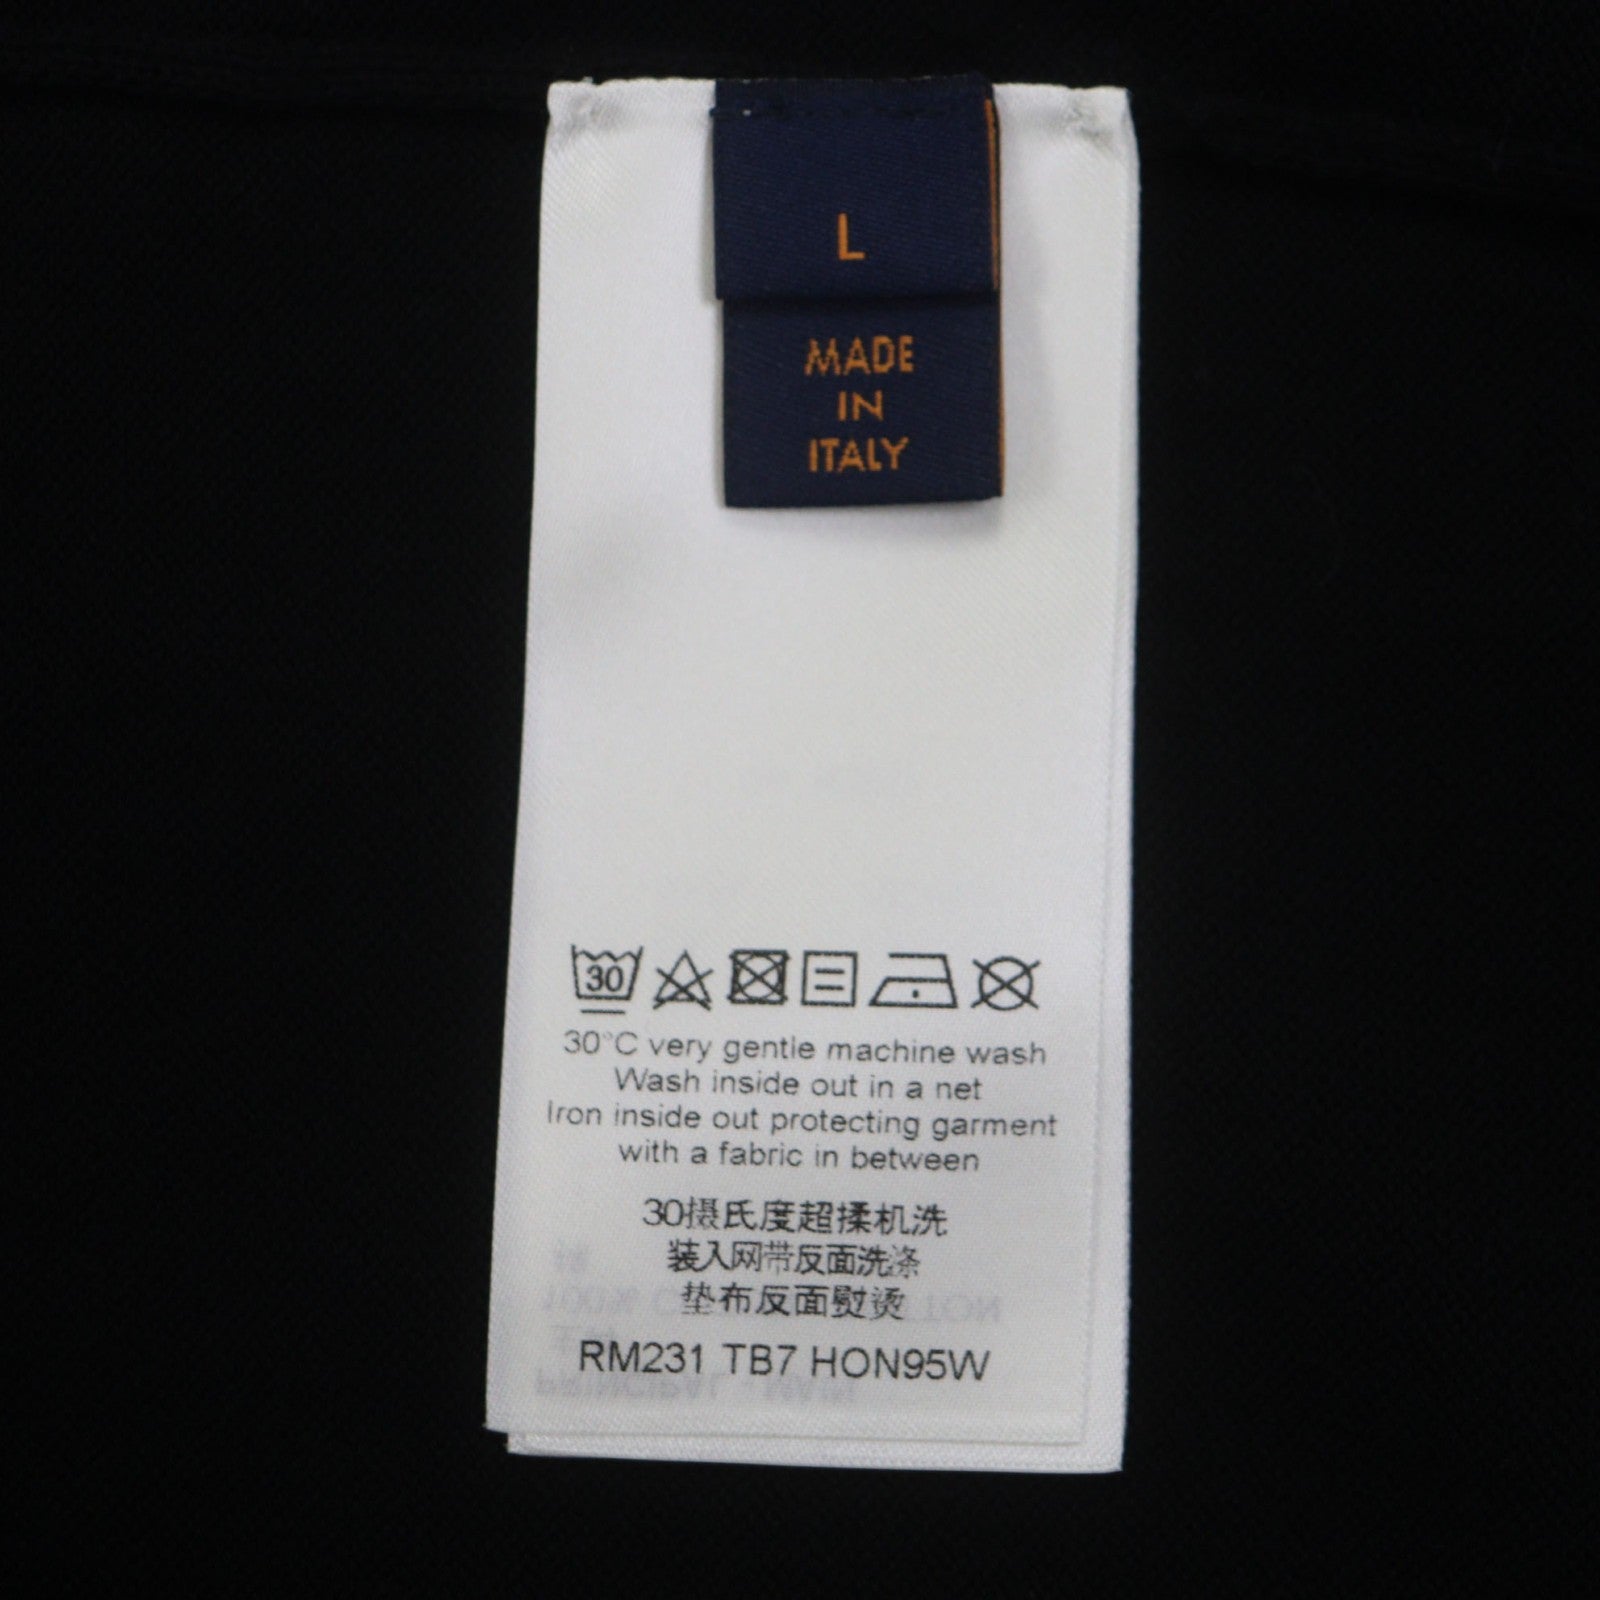 L
MADE
IN
ITALY
30
30°C very gentle machine wash
Wash inside out in a net
Iron inside out protecting garment
with a fabric in between
30摄氏度超揉机洗
装入网带反面洗涤
垫布反面熨烫
RM231 TB7 HON95W